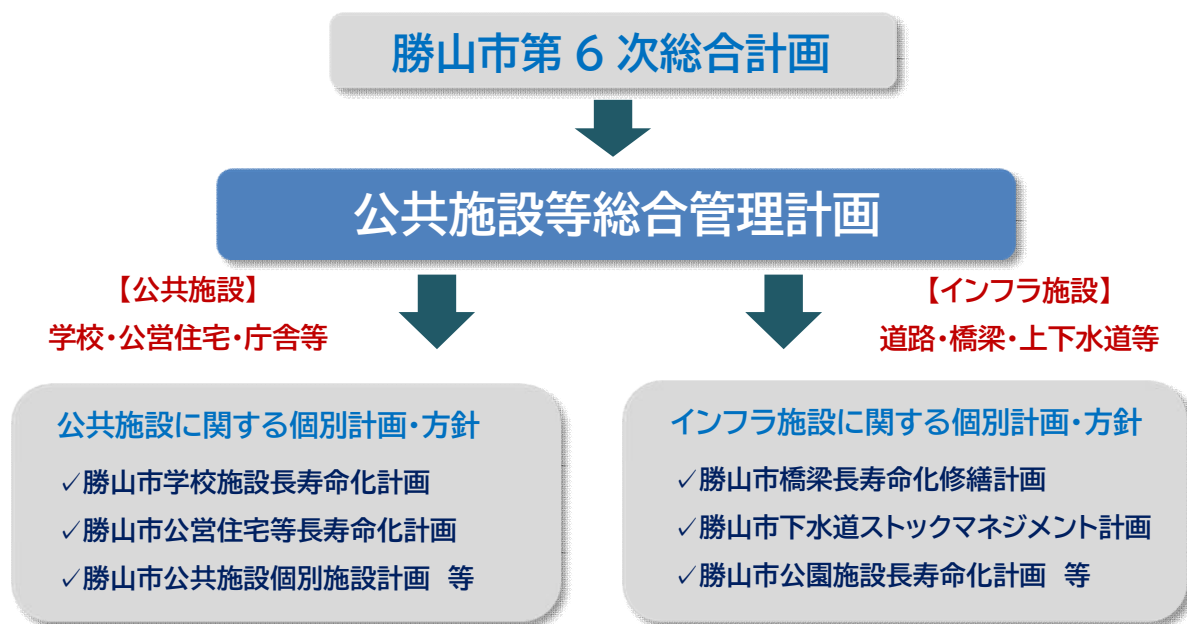 勝山市第6次総合計画
公共施設等総合管理計画
【公共施設】
学校・公営住宅・庁舎等
【インフラ施設】
道路・橋梁・上下水道等
公共施設に関する個別計画・方針
✓勝山市学校施設長寿命化計画
✓勝山市公営住宅等長寿命化計画
✓勝山市公共施設個別施設計画 等
インフラ施設に関する個別計画・方針
✓勝山市橋梁長寿命化修繕計画
✓勝山市下水道ストックマネジメント計画
✓勝山市公園施設長寿命化計画 等